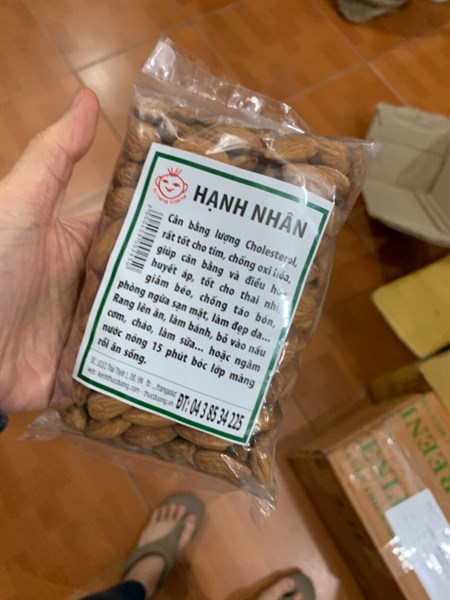 HẠNH NHÂN
Cân bằng lượng Cholesterol,
rất tốt cho tim, chống oxi hóa,
giúp cân bằng và điều hòa
huyết áp, tốt cho thai nhi,
giảm béo, chống táo bón,
phòng ngừa sạn mật, làm đẹp da...
Rang lên ăn, làm bánh, bỏ vào nấu
cơm, cháo, làm sữa... hoặc ngâm
nước nóng 15 phút bóc lớp màng
rồi ăn sống.
ĐT: 04 3 85 34 225